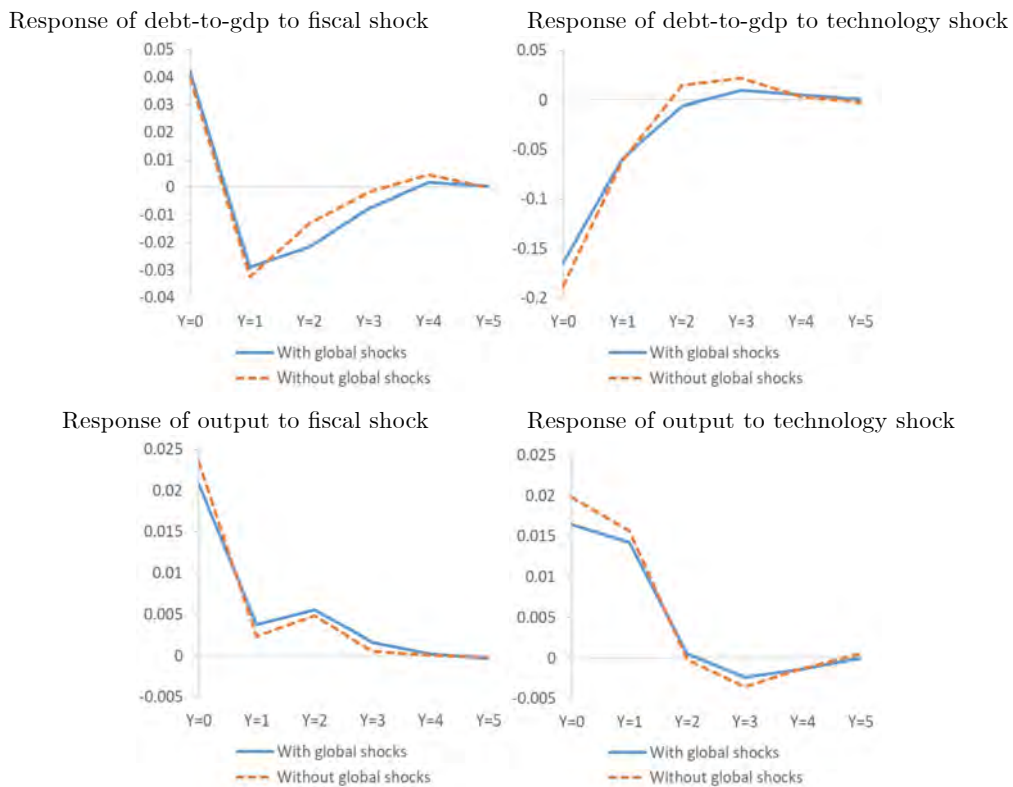 Response of debt-to-gdp to fiscal shock
0.05
0.04
0.03
0.02
0.01
0
-0.01
-0.02
-0.03
-0.04
Y=0 Y=1 Y=2 Y=3 Y=4 Y=5
With global shocks
Without global shocks
Response of debt-to-gdp to technology shock
0.05
0
-0.05
-0.1
-0.15
-0.2
Y=0 Y=1 Y=2 Y=3 Y=4 Y=5
With global shocks
Without global shocks
Response of output to fiscal shock
0.025
0.02
0.015
0.01
0.005
0
-0.005
Y=0 Y=1 Y=2 Y=3 Y=4 Y=5
With global shocks
Without global shocks
Response of output to technology shock
0.025
0.02
0.015
0.01
0.005
0
-0.005
Y=0 Y=1 Y=2 Y=3 Y=4 Y=5
With global shocks
Without global shocks